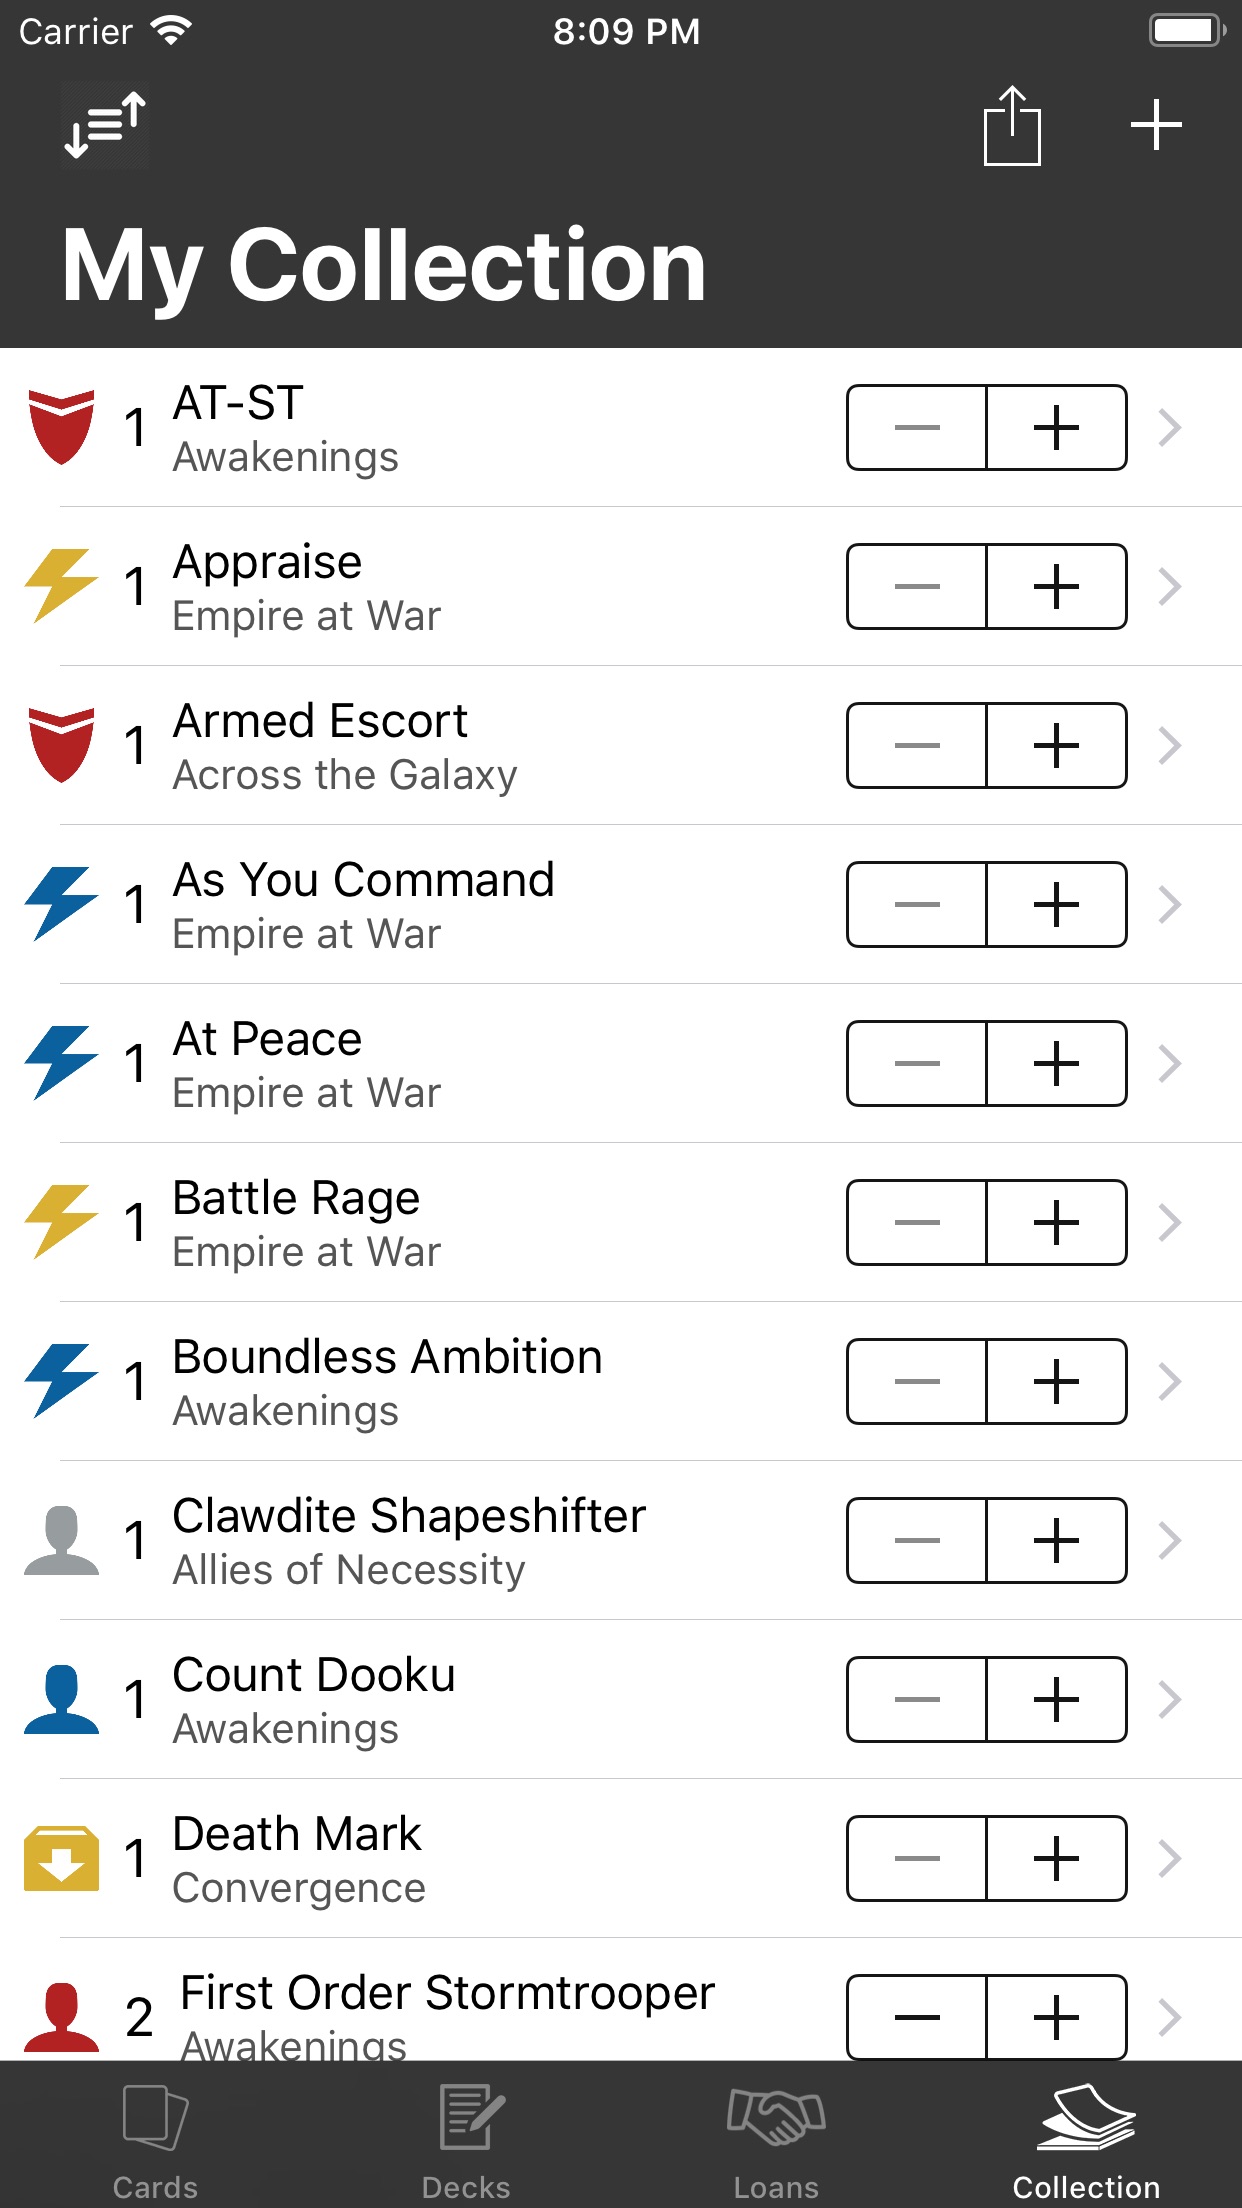 Carrier 8:09 PM
My Collection
1 AT-ST
Awakenings
1 Appraise
Empire at War
1 Armed Escort
Across the Galaxy
1 As You Command
Empire at War
1 At Peace
Empire at War
1 Battle Rage
Empire at War
1 Boundless Ambition
Awakenings
1 Clawdite Shapeshifter
Allies of Necessity
1 Count Dooku
Awakenings
1 Death Mark
Convergence
2 First Order Stormtrooper
Awakenings
Cards Decks Loans Collection